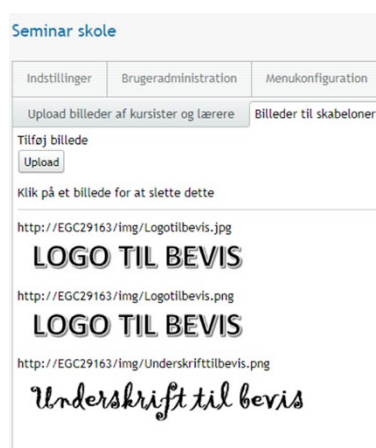 Seminar skole
Indstillinger Brugeradministration Menukonfiguration
Upload billeder af kursister og lærere Billeder til skabeloner
Tilføj billede
Upload
Klik på et billede for at slette dette
http://EGC29163/img/Logotilbevis.jpg
LOGO TIL BEVIS
http://EGC29163/img/Logotilbevis.png
LOGO TIL BEVIS
http://EGC29163/img/Underskrifttilbevis.png
Underskrift til bevis